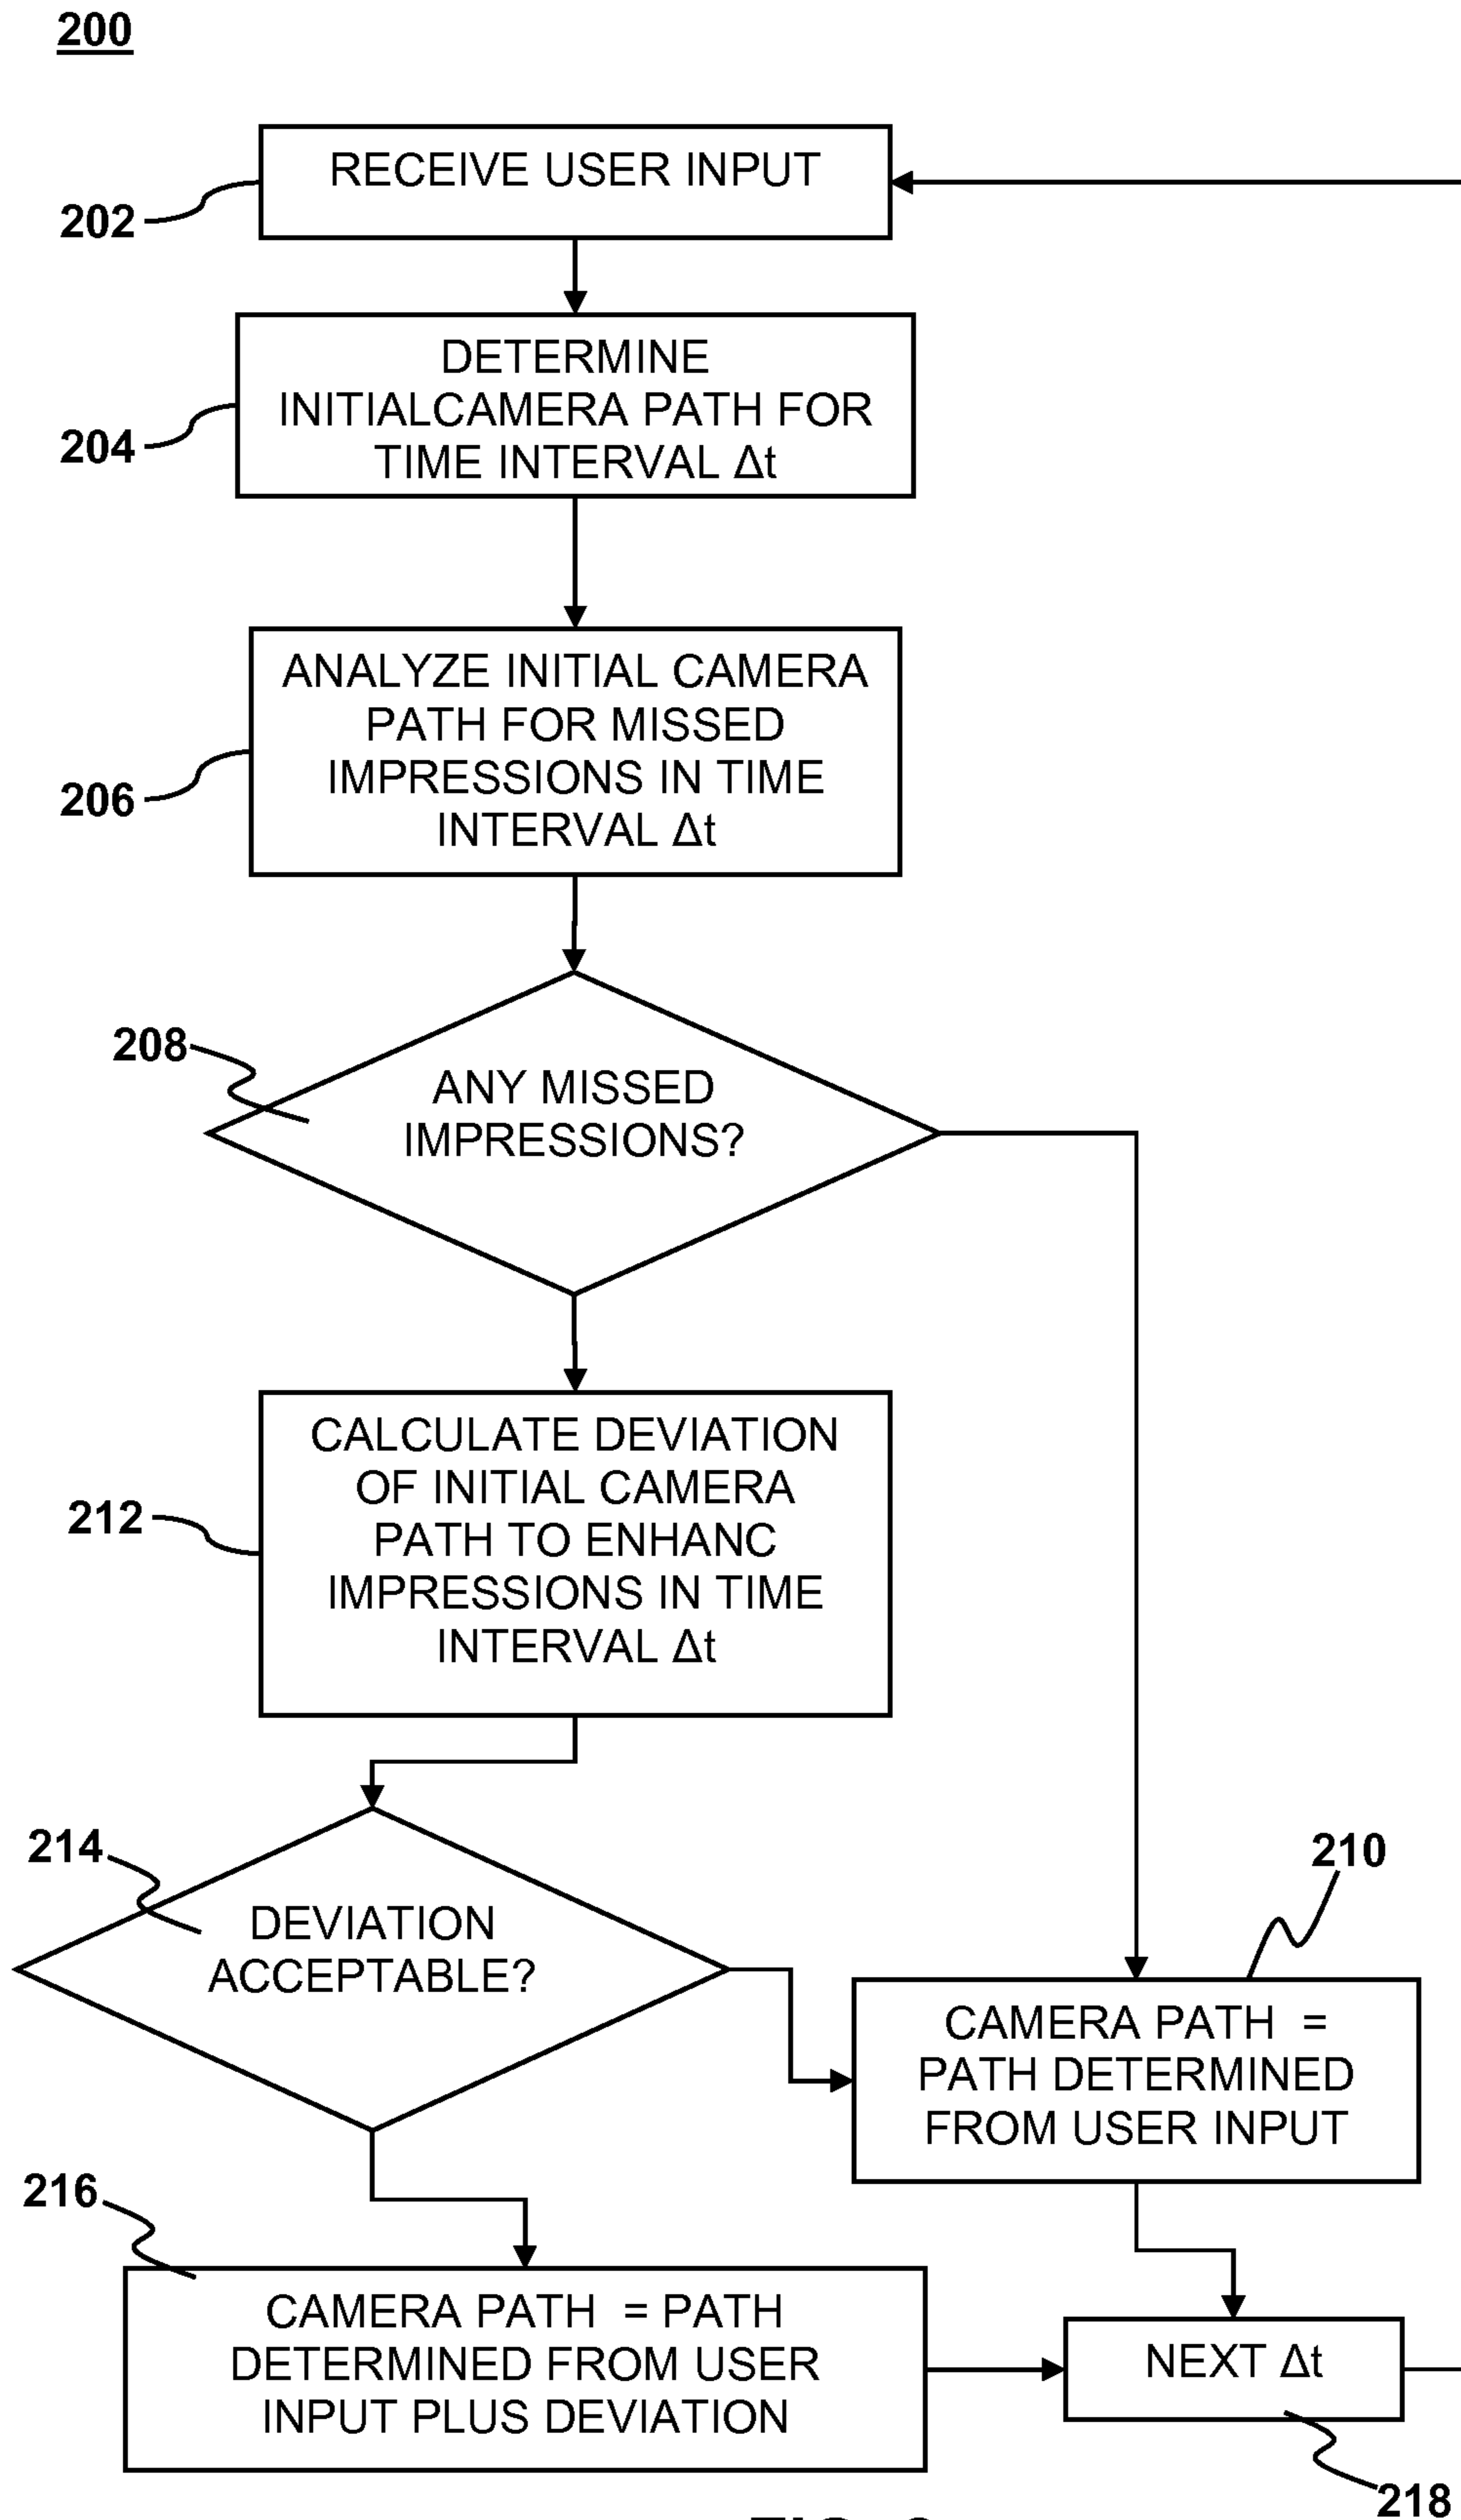 200
RECEIVE USER INPUT
202
DETERMINE
INITIALCAMERA PATH FOR
TIME INTERVAL Δt
204
ANALYZE INITIAL CAMERA
PATH FOR MISSED
IMPRESSIONS IN TIME
INTERVAL Δt
206
208
ANY MISSED
IMPRESSIONS?
CALCULATE DEVIATION
OF INITIAL CAMERA
PATH TO ENHANC
IMPRESSIONS IN TIME
INTERVAL Δt
212
214
DEVIATION
ACCEPTABLE?
210
CAMERA PATH =
PATH DETERMINED
FROM USER INPUT
216
CAMERA PATH = PATH
DETERMINED FROM USER
INPUT PLUS DEVIATION
NEXT Δt
218